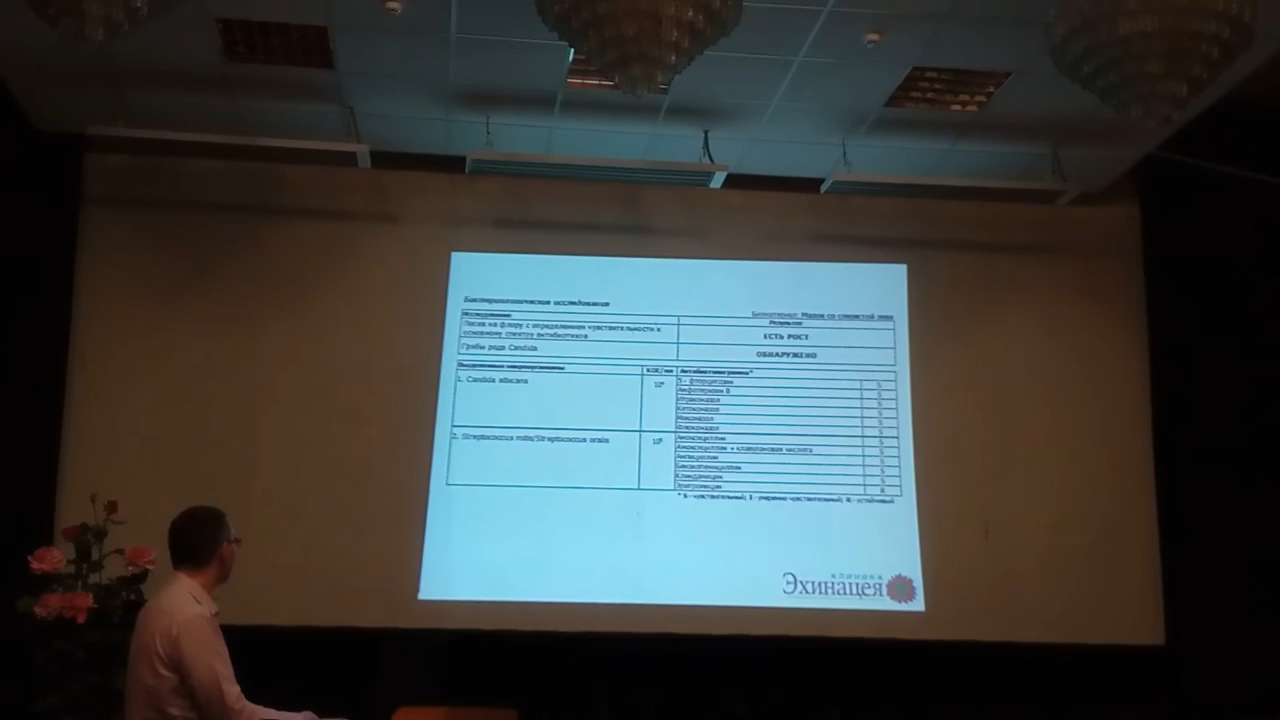 Бактериологические исследования
Биоматериал: Мазок со слизистой зева
Исследование
Результат
Посев на флору с определением чувствительности к
основному спектру антибиотиков
ЕСТЬ РОСТ
Грибы рода Candida
ОБНАРУЖЕНО
Выделенные микроорганизмы
КОЕ/мл
Антибиотикограмма*
1. Candida albicans
5 - флуцитозин S
Амфотерицин B S
Итраконазол S
Кетоконазол S
Миконазол S
Флюконазол S
2. Streptococcus mitis/Streptococcus oralis
Амоксициллин S
Амоксициллин + клавулановая кислота S
Ампициллин S
Бензилпенициллин S
Клиндамицин S
Эритромицин R
* S - чувствительный; I - умеренно чувствительный; R - устойчивый
КЛИНИКА
Эхинацея